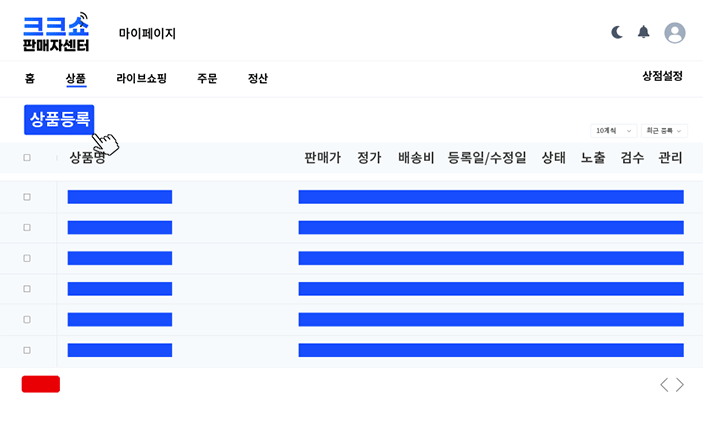 크크쇼
판매자센터
마이페이지
홈 상품 라이브쇼핑 주문 정산 상점설정
상품등록
10개씩 최근 등록
상품명 판매가 정가 배송비 등록일/수정일 상태 노출 검수 관리